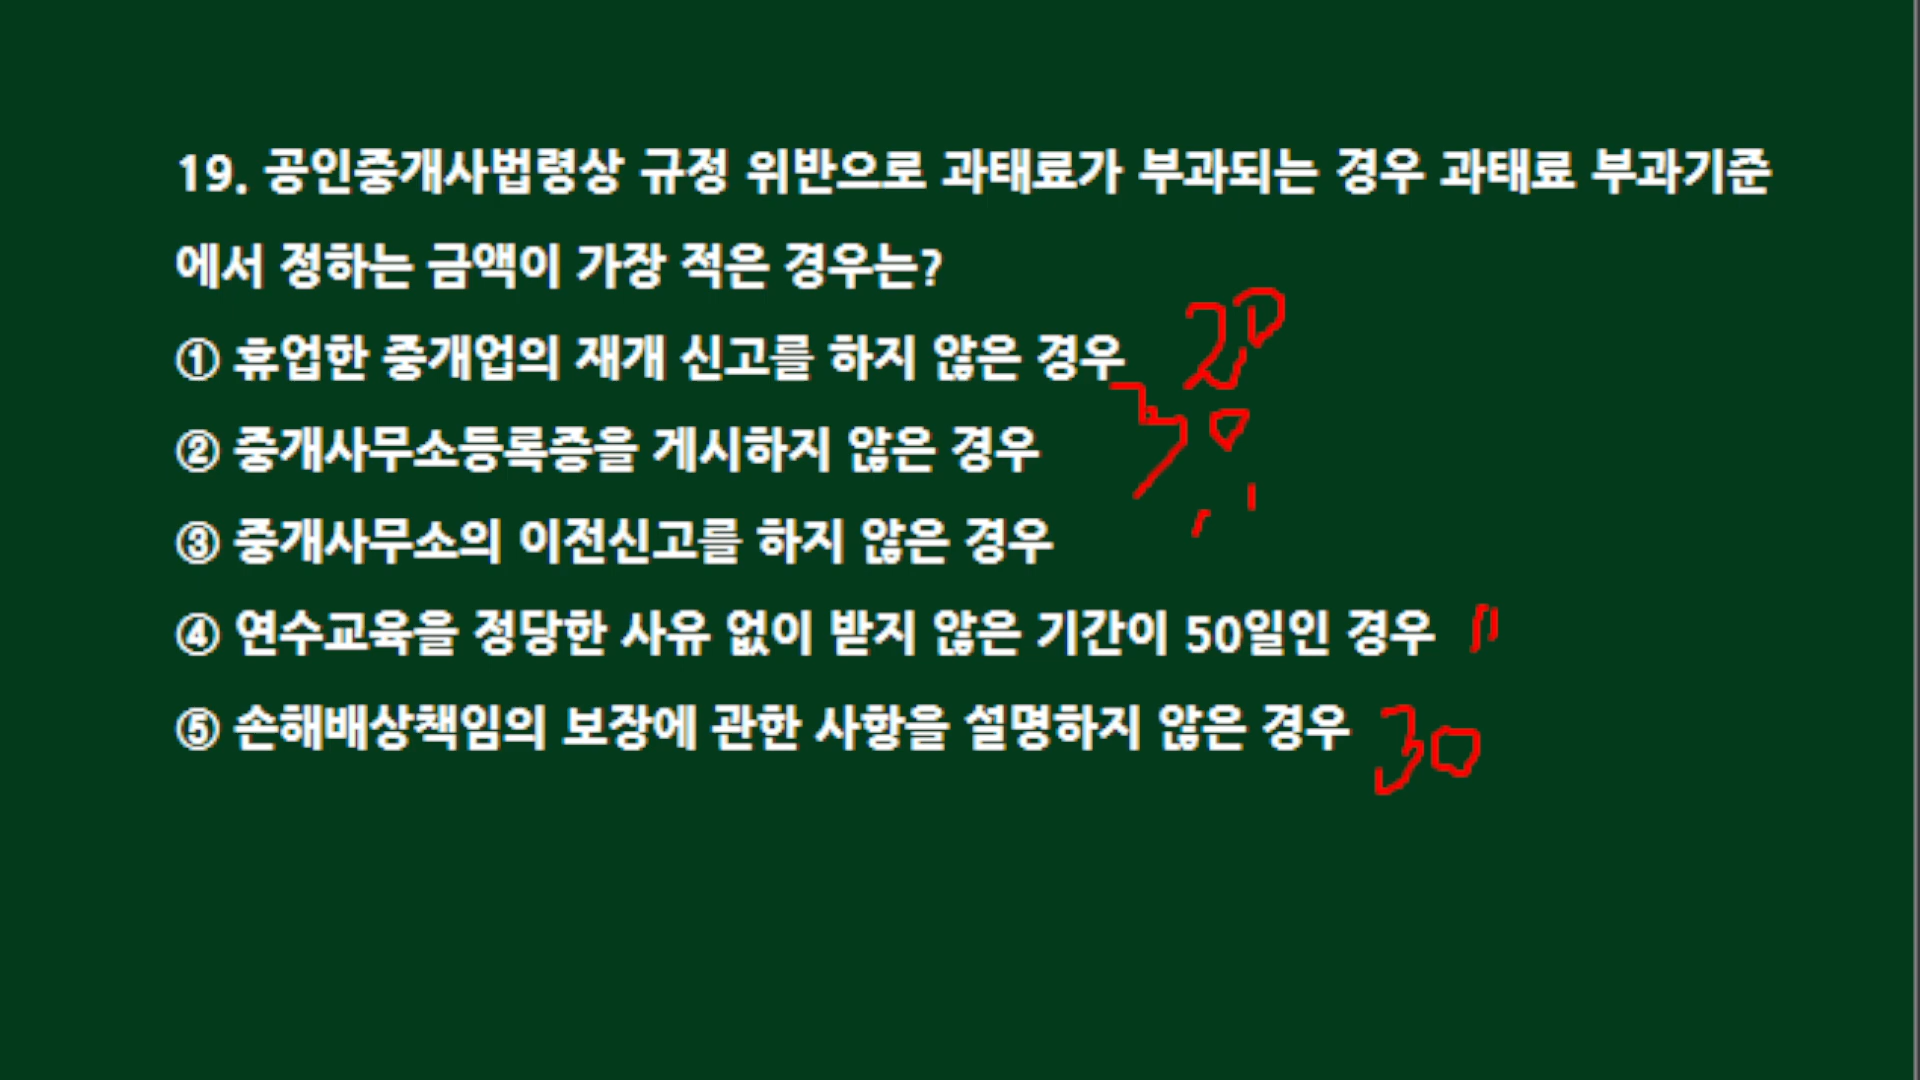 19. 공인중개사법령상 규정 위반으로 과태료가 부과되는 경우 과태료 부과기준
에서 정하는 금액이 가장 적은 경우는?
① 휴업한 중개업의 재개 신고를 하지 않은 경우 20
② 중개사무소등록증을 게시하지 않은 경우 30
③ 중개사무소의 이전신고를 하지 않은 경우 〃
④ 연수교육을 정당한 사유 없이 받지 않은 기간이 50일인 경우 〃
⑤ 손해배상책임의 보장에 관한 사항을 설명하지 않은 경우 30